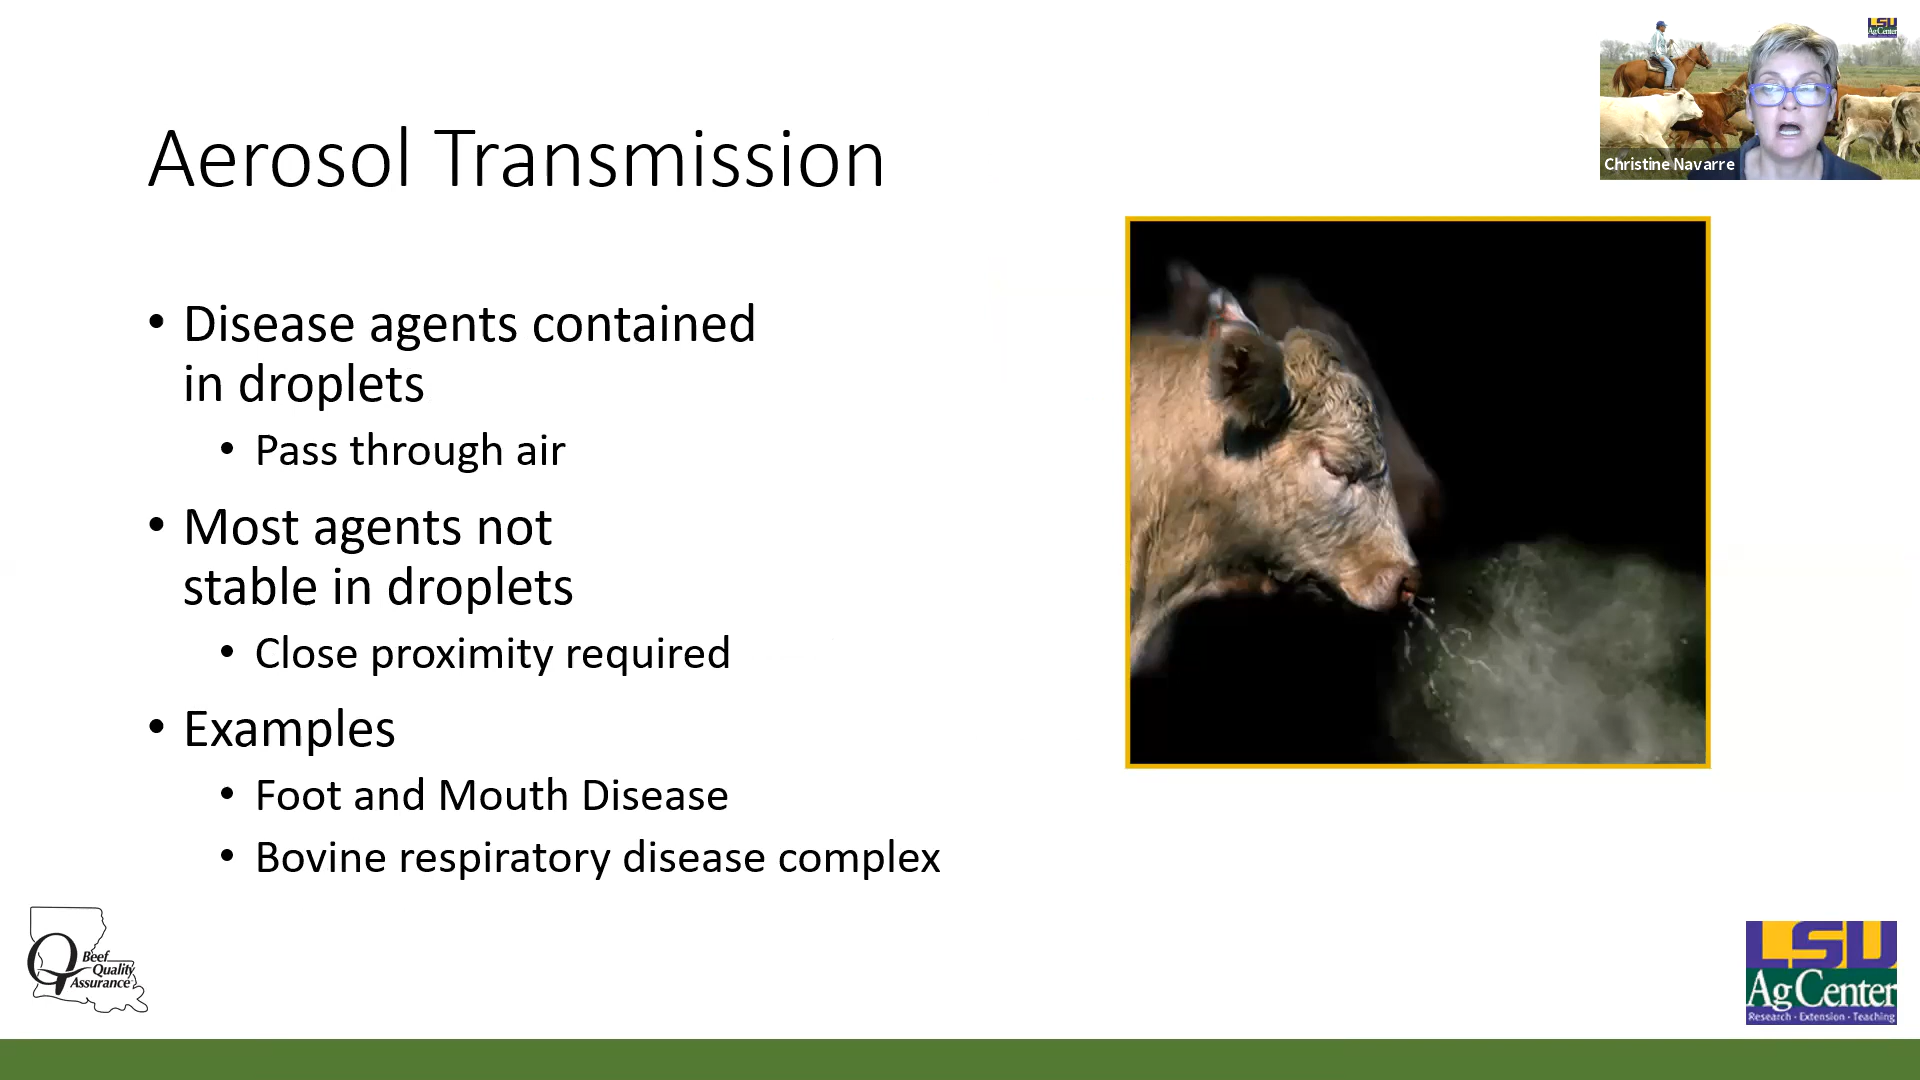 LSU
AgCenter
Christine Navarre
Aerosol Transmission
• Disease agents contained
in droplets
• Pass through air
• Most agents not
stable in droplets
• Close proximity required
• Examples
• Foot and Mouth Disease
• Bovine respiratory disease complex
Q Beef
Quality
Assurance
LSU
AgCenter
Research · Extension · Teaching